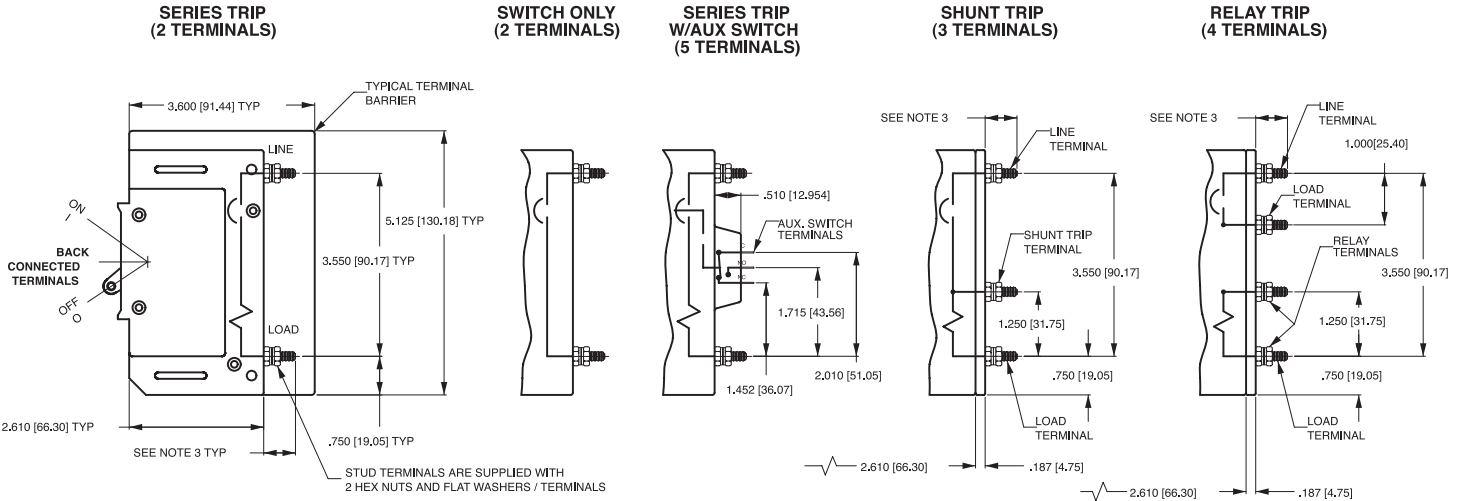 SERIES TRIP
(2 TERMINALS)
SWITCH ONLY
(2 TERMINALS)
SERIES TRIP
W/AUX SWITCH
(5 TERMINALS)
SHUNT TRIP
(3 TERMINALS)
RELAY TRIP
(4 TERMINALS)
3.600 [91.44] TYP
TYPICAL TERMINAL
BARRIER
LINE
5.125 [130.18] TYP
3.550 [90.17] TYP
ON
I
BACK
CONNECTED
TERMINALS
OFF
O
LOAD
2.610 [66.30] TYP
SEE NOTE 3 TYP
.750 [19.05] TYP
STUD TERMINALS ARE SUPPLIED WITH
2 HEX NUTS AND FLAT WASHERS / TERMINALS
.510 [12.954]
AUX. SWITCH
TERMINALS
C
NO
NC
1.715 [43.56]
2.010 [51.05]
1.452 [36.07]
SEE NOTE 3
LINE
TERMINAL
SHUNT TRIP
TERMINAL
3.550 [90.17]
1.250 [31.75]
.750 [19.05]
LOAD
TERMINAL
2.610 [66.30]
.187 [4.75]
SEE NOTE 3
LINE
TERMINAL
1.000[25.40]
LOAD
TERMINAL
RELAY
TERMINALS
3.550 [90.17]
1.250 [31.75]
.750 [19.05]
LOAD
TERMINAL
2.610 [66.30]
.187 [4.75]